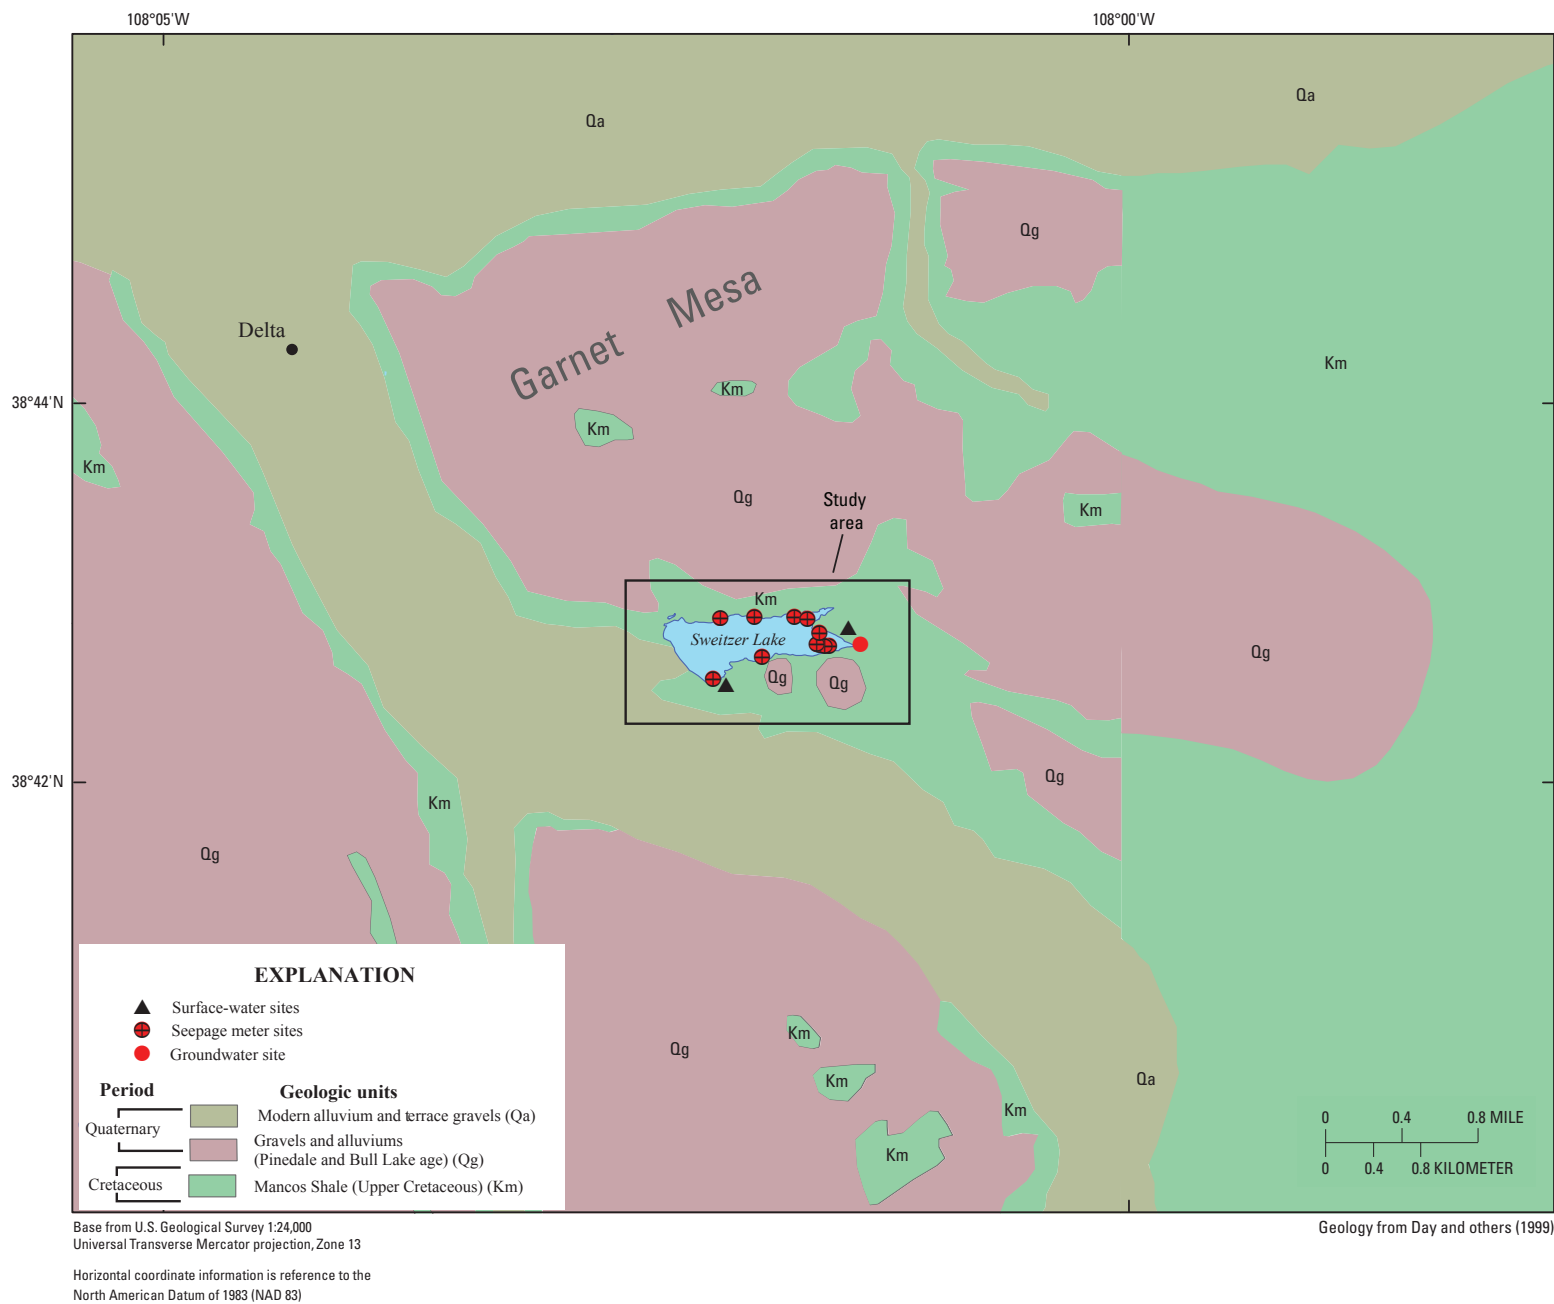 108°05'W
108°00'W
Qa
Qa
Qg
Garnet Mesa
Delta
Km
38°44'N
Km
Km
Km
Qg
Study
area
Km
Km
Sweitzer Lake
Qg
Qg
Qg
Qg
38°42'N
Km
Qg
Km
Qg
Km
Qa
Km
Km
EXPLANATION
Surface-water sites
Seepage meter sites
Groundwater site
Period
Geologic units
Quaternary
Modern alluvium and terrace gravels (Qa)
Gravels and alluviums
(Pinedale and Bull Lake age) (Qg)
Cretaceous
Mancos Shale (Upper Cretaceous) (Km)
0 0.4 0.8 MILE
0 0.4 0.8 KILOMETER
Base from U.S. Geological Survey 1:24,000
Universal Transverse Mercator projection, Zone 13
Geology from Day and others (1999)
Horizontal coordinate information is reference to the
North American Datum of 1983 (NAD 83)